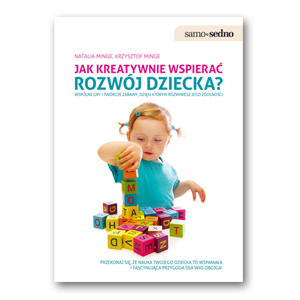 samo•sedno
NATALIA MINGE, KRZYSZTOF MINGE
JAK KREATYWNIE WSPIERAĆ
ROZWÓJ DZIECKA?
WSPÓLNE GRY I TWÓRCZE ZABAWY, DZIĘKI KTÓRYM ROZWINIESZ JEGO ZDOLNOŚCI
PRZEKONAJ SIĘ, ŻE NAUKA TWOJEGO DZIECKA TO WSPANIAŁA
I FASCYNUJĄCA PRZYGODA DLA WAS OBOJGA!